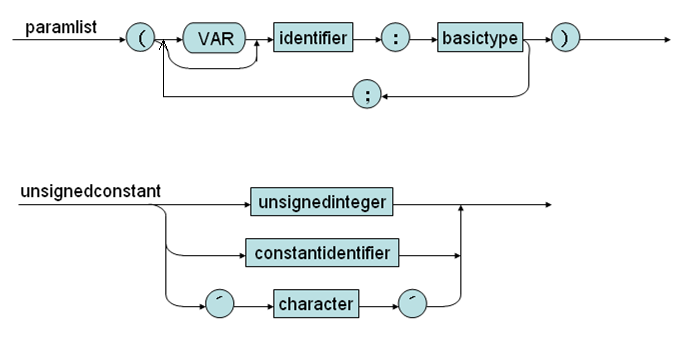 paramlist ( VAR identifier : basictype )
;
unsignedconstant
unsignedinteger
constantidentifier
´ character ´